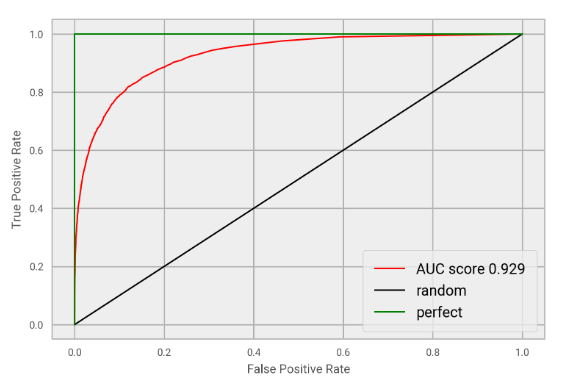 1.0
0.8
0.6
0.4
0.2
0.0
True Positive Rate
AUC score 0.929
random
perfect
0.0 0.2 0.4 0.6 0.8 1.0
False Positive Rate